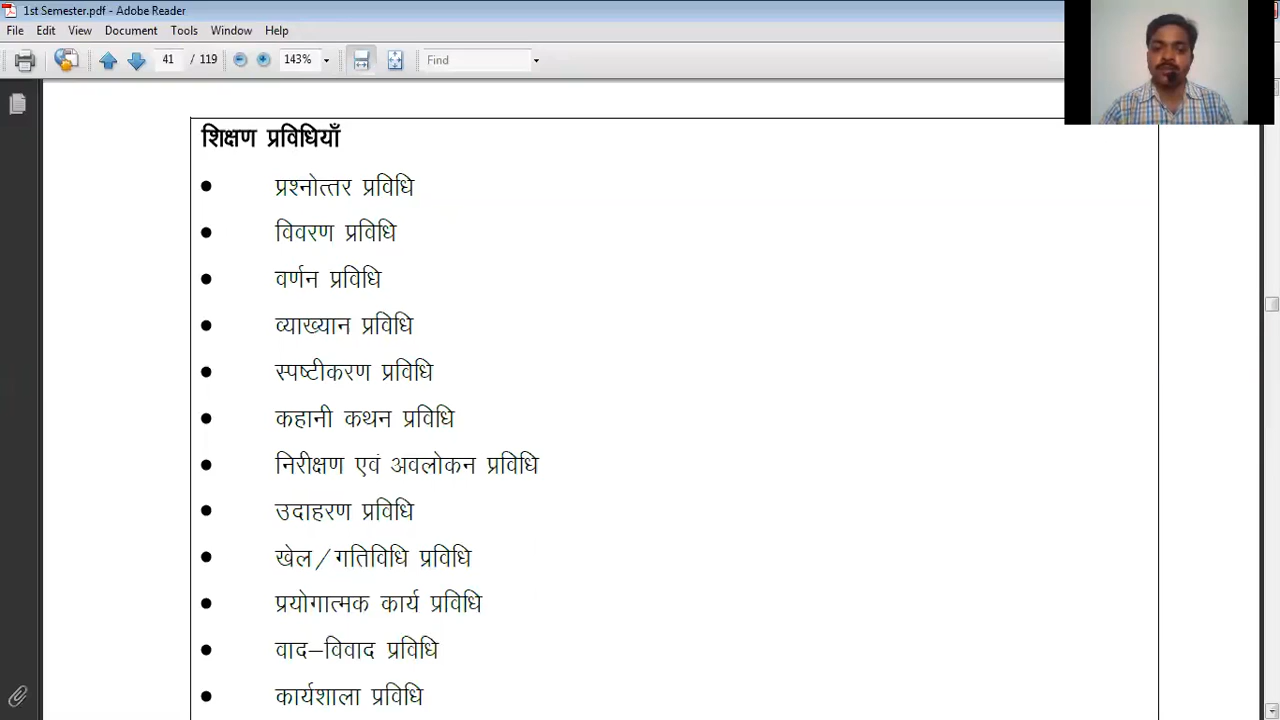 1st Semester.pdf - Adobe Reader
File Edit View Document Tools Window Help
41 / 119 143% Find
शिक्षण प्रविधियाँ
● प्रश्नोत्तर प्रविधि
● विवरण प्रविधि
● वर्णन प्रविधि
● व्याख्यान प्रविधि
● स्पष्टीकरण प्रविधि
● कहानी कथन प्रविधि
● निरीक्षण एवं अवलोकन प्रविधि
● उदाहरण प्रविधि
● खेल/गतिविधि प्रविधि
● प्रयोगात्मक कार्य प्रविधि
● वाद–विवाद प्रविधि
● कार्यशाला प्रविधि